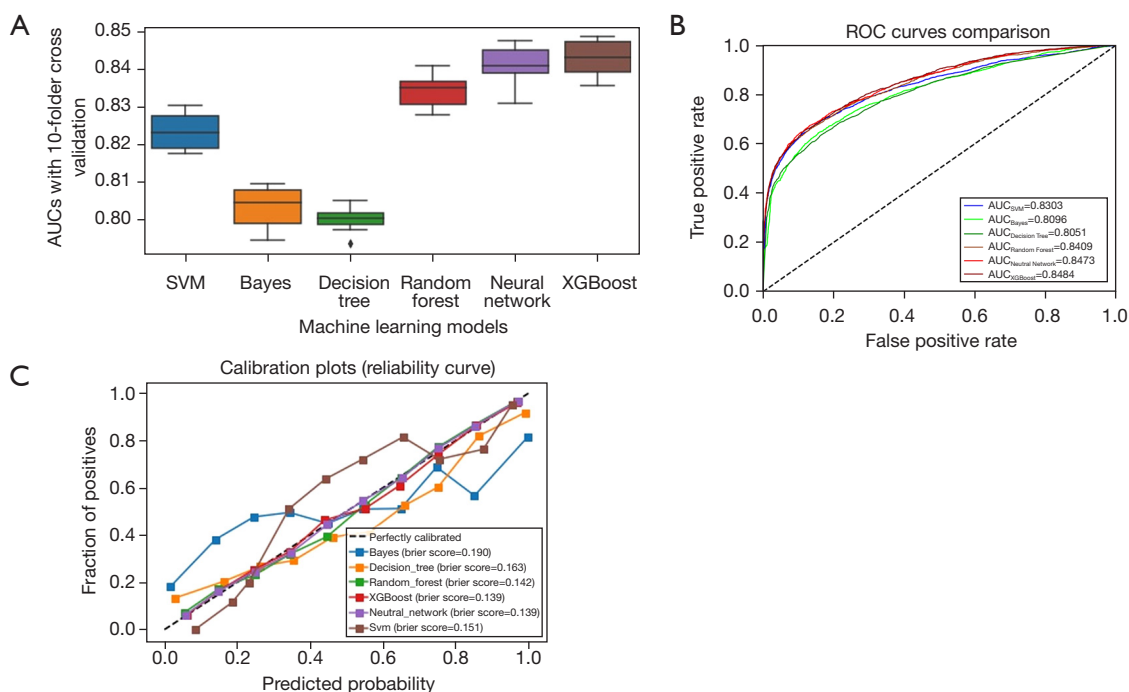 A
AUCs with 10-folder cross
validation
0.85
0.84
0.83
0.82
0.81
0.80
SVM
Bayes
Decision
tree
Random
forest
Neural
network
XGBoost
Machine learning models
B
ROC curves comparison
True positive rate
1.0
0.8
0.6
0.4
0.2
0.0
AUCSVM=0.8303
AUCBayes=0.8096
AUCDecision Tree=0.8051
AUCRandom Forest=0.8409
AUCNeutral Network=0.8473
AUCXGBoost=0.8484
0.0 0.2 0.4 0.6 0.8 1.0
False positive rate
C
Calibration plots (reliability curve)
Fraction of positives
1.0
0.8
0.6
0.4
0.2
0.0
Perfectly calibrated
Bayes (brier score=0.190)
Decision_tree (brier score=0.163)
Random_forest (brier score=0.142)
XGBoost (brier score=0.139)
Neutral_network (brier score=0.139)
Svm (brier score=0.151)
0.0 0.2 0.4 0.6 0.8 1.0
Predicted probability